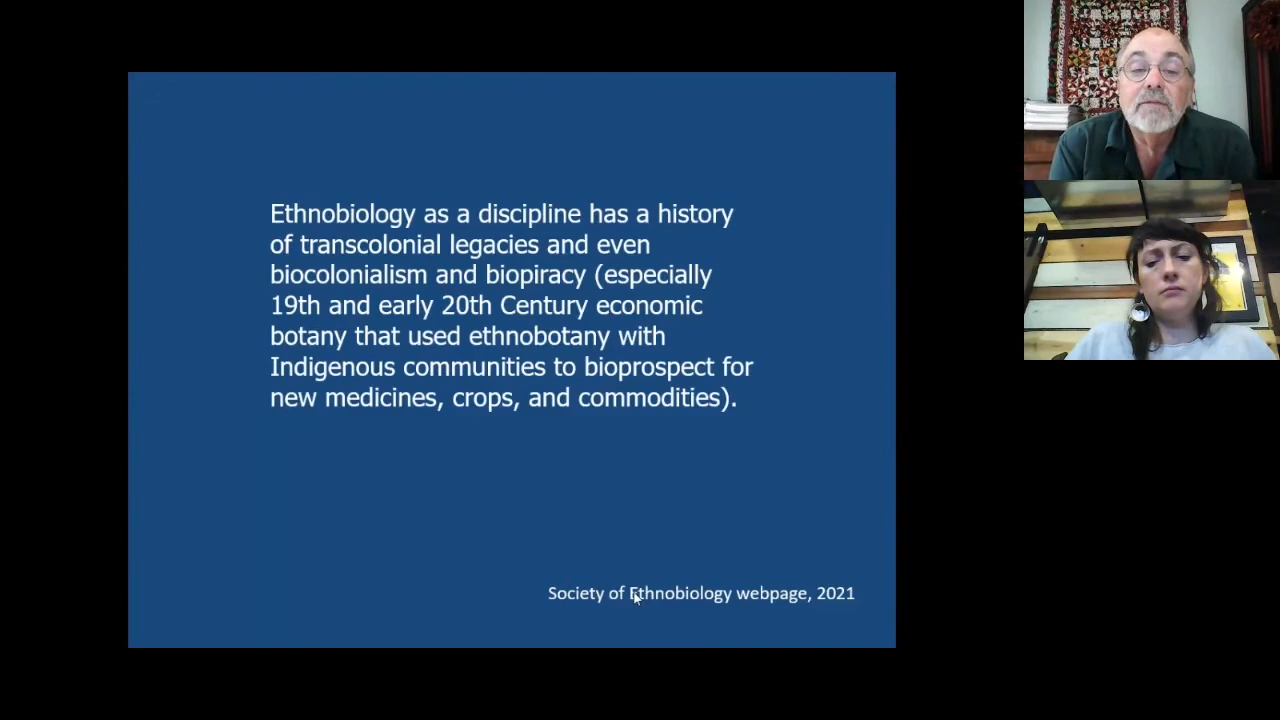 Ethnobiology as a discipline has a history
of transcolonial legacies and even
biocolonialism and biopiracy (especially
19th and early 20th Century economic
botany that used ethnobotany with
Indigenous communities to bioprospect for
new medicines, crops, and commodities).
Society of Ethnobiology webpage, 2021